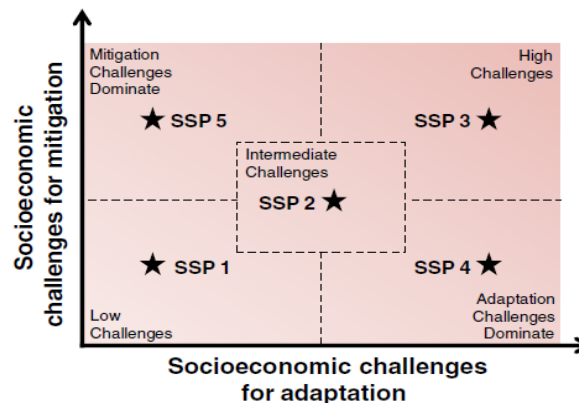 Socioeconomic
challenges for mitigation
Mitigation
Challenges
Dominate
High
Challenges
★ SSP 5
SSP 3 ★
Intermediate
Challenges
SSP 2 ★
★ SSP 1
SSP 4 ★
Low
Challenges
Adaptation
Challenges
Dominate
Socioeconomic challenges
for adaptation